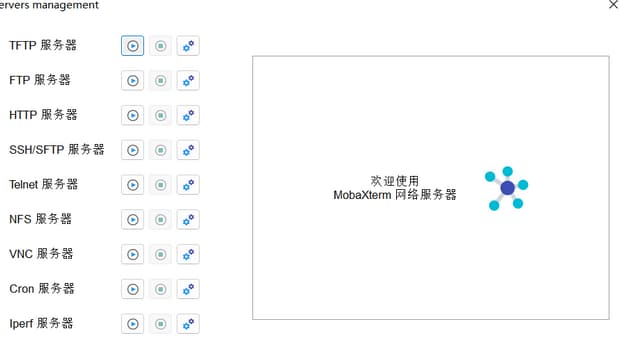 ervers management
TFTP 服务器
FTP 服务器
HTTP 服务器
SSH/SFTP 服务器
Telnet 服务器
NFS 服务器
VNC 服务器
Cron 服务器
Iperf 服务器
欢迎使用
MobaXterm 网络服务器